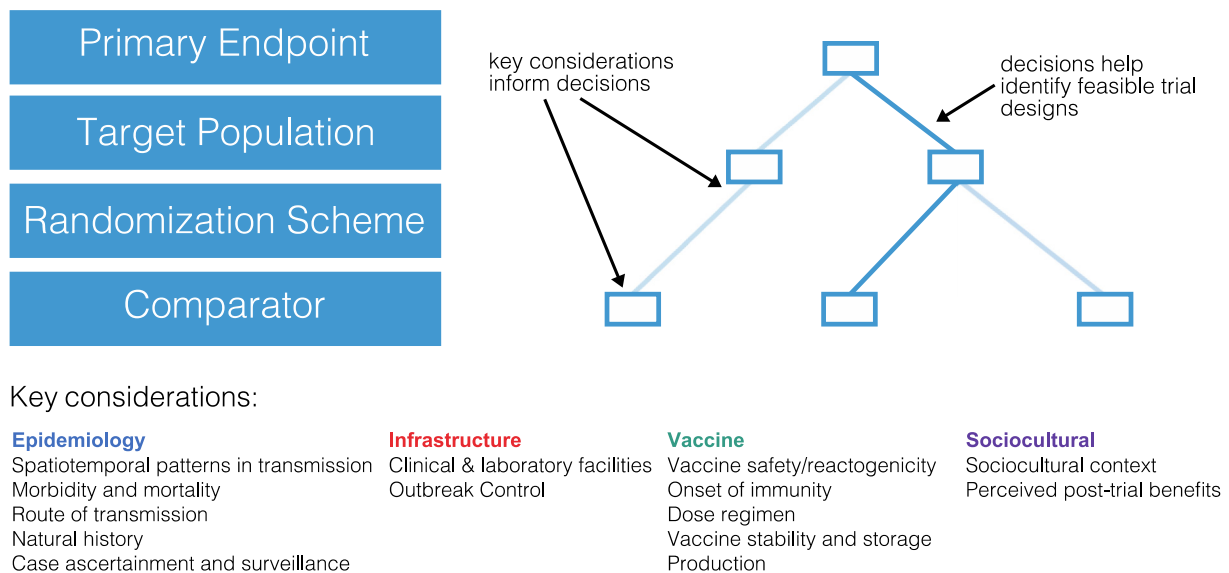 Primary Endpoint
Target Population
Randomization Scheme
Comparator
key considerations
inform decisions
decisions help
identify feasible trial
designs
Key considerations:
Epidemiology
Spatiotemporal patterns in transmission
Morbidity and mortality
Route of transmission
Natural history
Case ascertainment and surveillance
Infrastructure
Clinical & laboratory facilities
Outbreak Control
Vaccine
Vaccine safety/reactogenicity
Onset of immunity
Dose regimen
Vaccine stability and storage
Production
Sociocultural
Sociocultural context
Perceived post-trial benefits